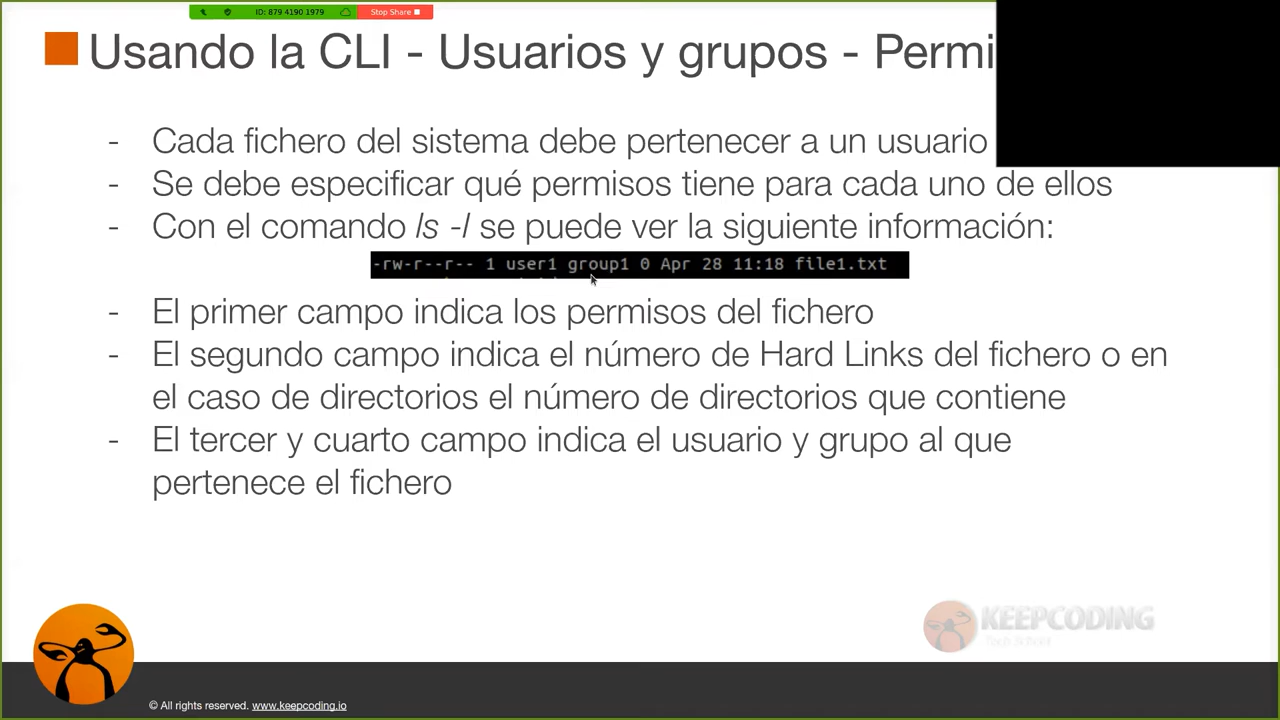 ID: 879 4190 1979
Stop Share
Usando la CLI - Usuarios y grupos - Permi
- Cada fichero del sistema debe pertenecer a un usuario
- Se debe especificar qué permisos tiene para cada uno de ellos
- Con el comando ls -l se puede ver la siguiente información:
-rw-r--r-- 1 user1 group1 0 Apr 28 11:18 file1.txt
- El primer campo indica los permisos del fichero
- El segundo campo indica el número de Hard Links del fichero o en
el caso de directorios el número de directorios que contiene
- El tercer y cuarto campo indica el usuario y grupo al que
pertenece el fichero
KEEPCODING
Tech School
© All rights reserved. www.keepcoding.io